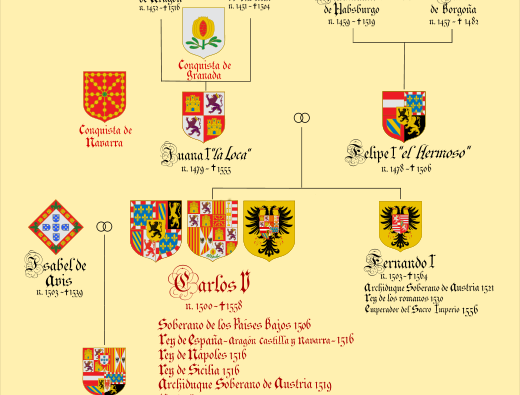 de Aragón
n. 1452 - †1516
n. 1451 - †1504
de Habsburgo
n. 1459 - †1519
de Borgoña
n. 1457 - † 1482
Conquista de
Granada
Conquista de
Navarra
Juana I "la Loca"
n. 1479 - †1555
Felipe I "el Hermoso"
n. 1478 - †1506
Isabel de
Avis
n. 1503 - †1539
Carlos V
n. 1500 - †1558
Soberano de los Países Bajos 1506
Rey de España - Aragón Castilla y Navarra - 1516
Rey de Nápoles 1516
Rey de Sicilia 1516
Archiduque Soberano de Austria 1519
Fernando I
n. 1503 - †1564
Archiduque Soberano de Austria 1521
Rey de los romanos 1530
Emperador del Sacro Imperio 1556